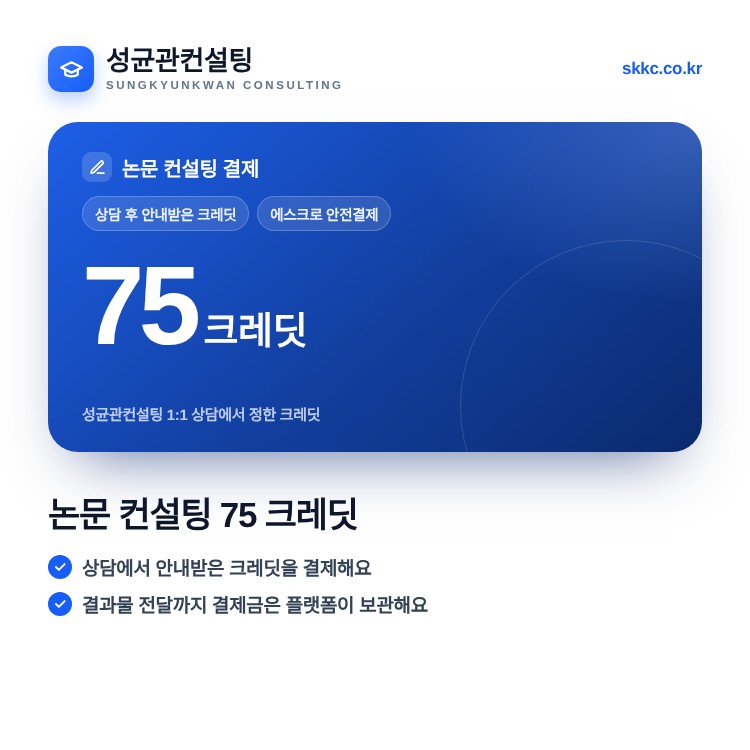 성균관컨설팅
SUNGKYUNKWAN CONSULTING
skkc.co.kr
논문 컨설팅 결제
상담 후 안내받은 크레딧
에스크로 안전결제
75 크레딧
성균관컨설팅 1:1 상담에서 정한 크레딧
논문 컨설팅 75 크레딧
상담에서 안내받은 크레딧을 결제해요
결과물 전달까지 결제금은 플랫폼이 보관해요